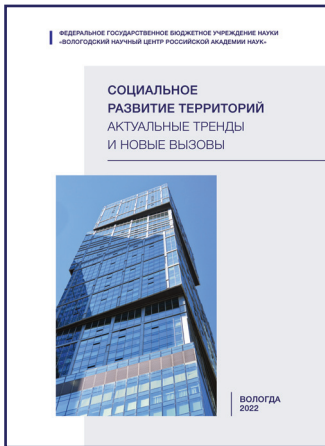 ФЕДЕРАЛЬНОЕ ГОСУДАРСТВЕННОЕ БЮДЖЕТНОЕ УЧРЕЖДЕНИЕ НАУКИ
«ВОЛОГОДСКИЙ НАУЧНЫЙ ЦЕНТР РОССИЙСКОЙ АКАДЕМИИ НАУК»
СОЦИАЛЬНОЕ
РАЗВИТИЕ ТЕРРИТОРИЙ
АКТУАЛЬНЫЕ ТРЕНДЫ
И НОВЫЕ ВЫЗОВЫ
ВОЛОГДА
2022